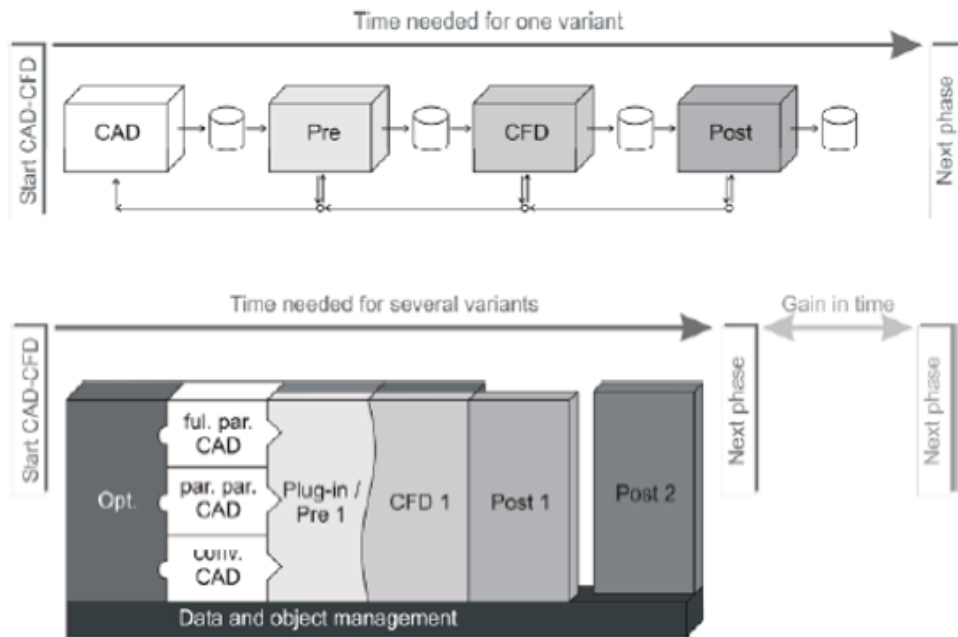 Time needed for one variant
Start CAD-CFD
CAD
Pre
CFD
Post
Next phase
Time needed for several variants
Gain in time
Start CAD-CFD
Opt.
ful. par.
CAD
par. par.
CAD
conv.
CAD
Plug-in /
Pre 1
CFD 1
Post 1
Post 2
Next phase
Next phase
Data and object management